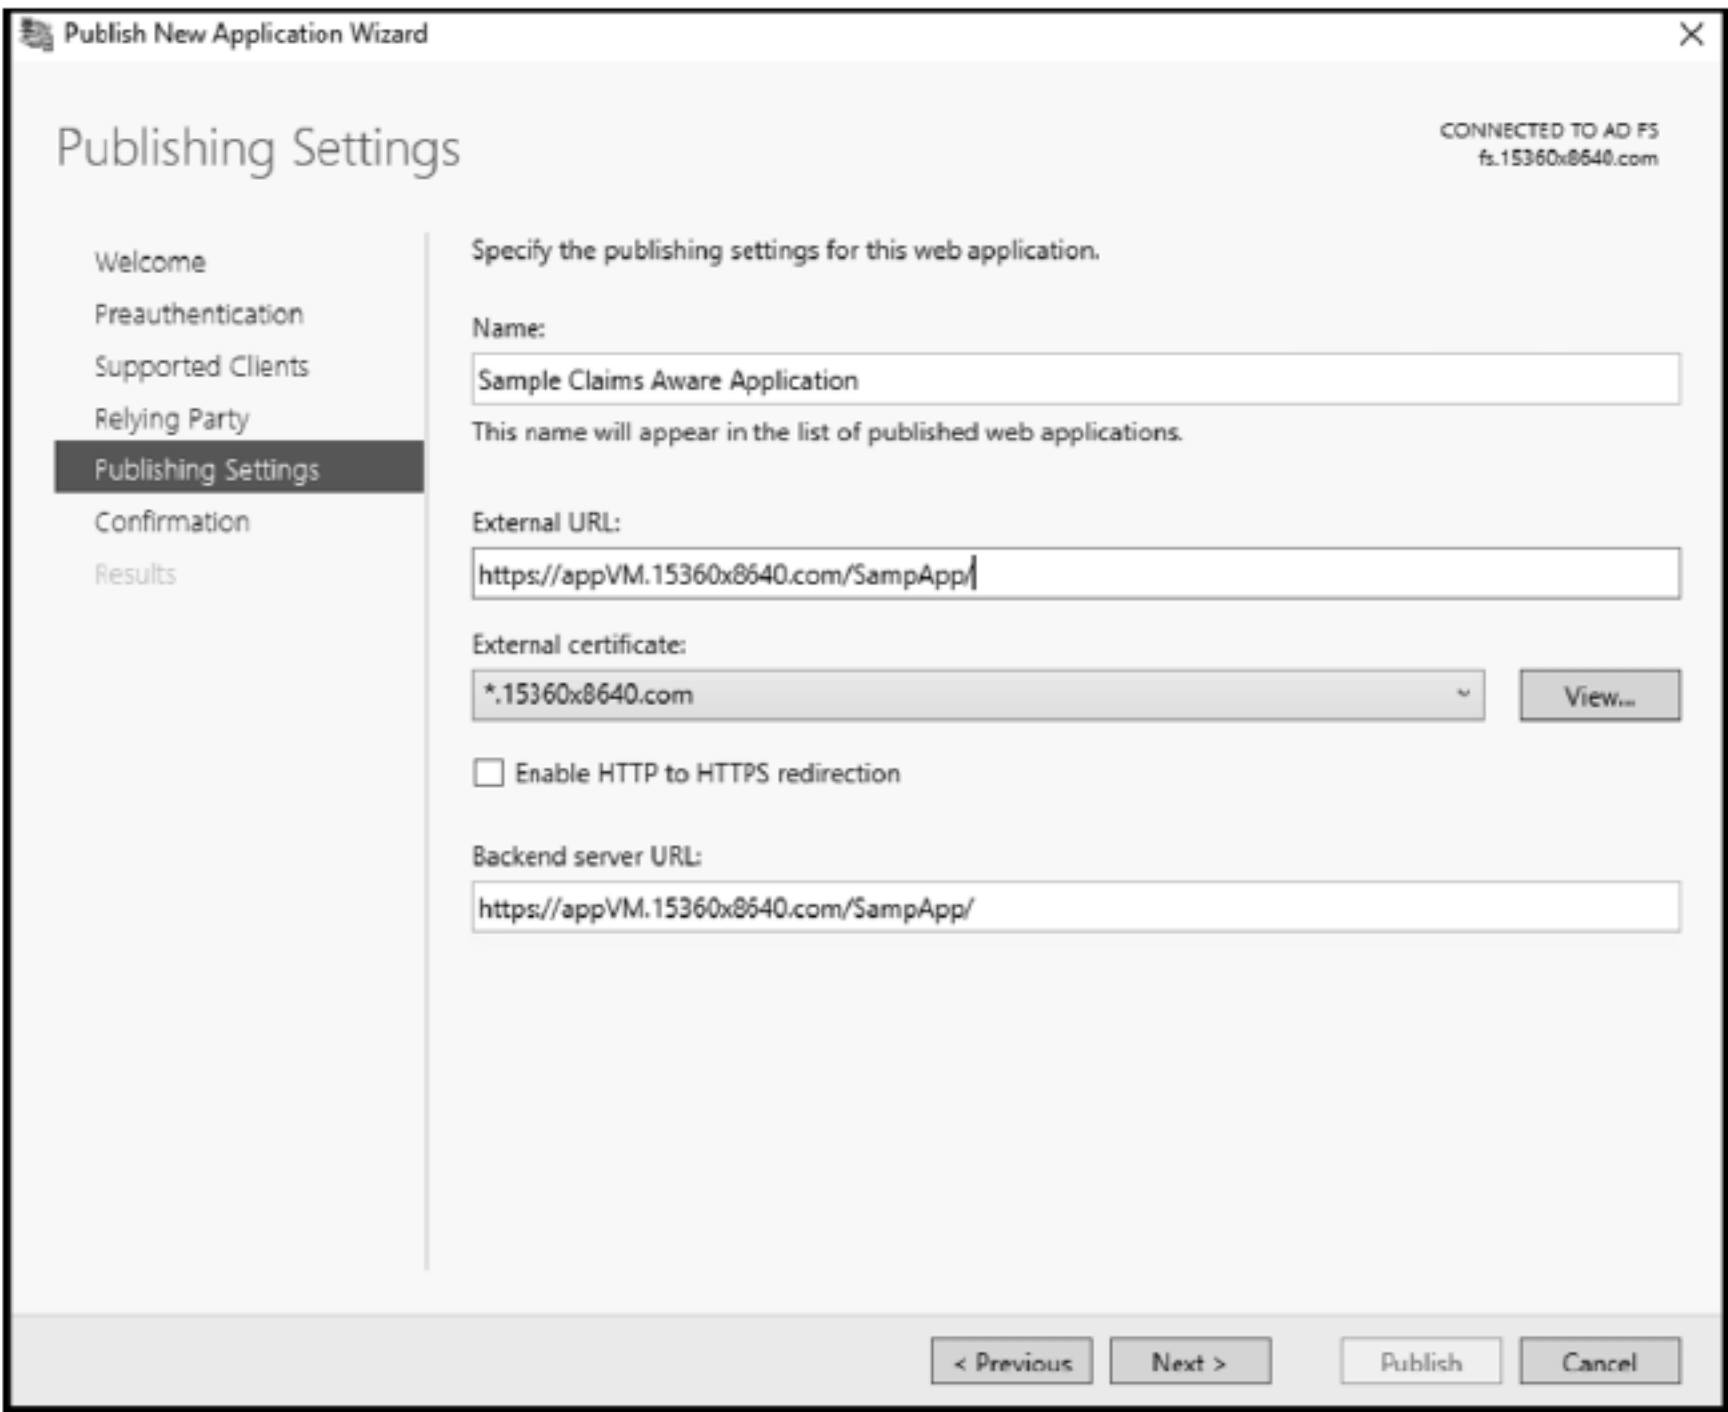 Publish New Application Wizard
Publishing Settings
CONNECTED TO AD FS
fs.15360x8640.com
Welcome
Preauthentication
Supported Clients
Relying Party
Publishing Settings
Confirmation
Results
Specify the publishing settings for this web application.
Name:
Sample Claims Aware Application
This name will appear in the list of published web applications.
External URL:
https://appVM.15360x8640.com/SampApp/
External certificate:
*.15360x8640.com
View...
Enable HTTP to HTTPS redirection
Backend server URL:
https://appVM.15360x8640.com/SampApp/
< Previous
Next >
Publish
Cancel